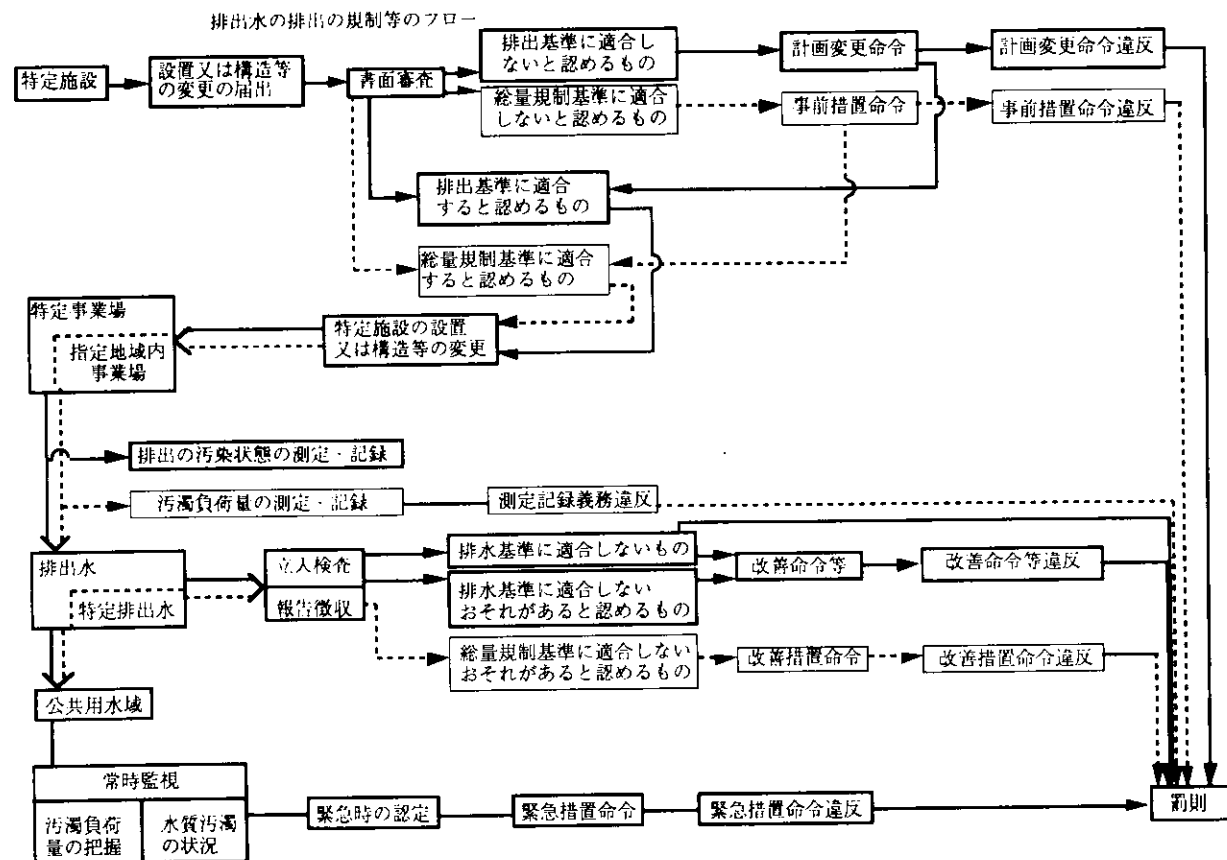 排出水の排出の規制等のフロー
特定施設
設置又は構造等
の変更の届出
書面審査
排出基準に適合し
ないと認めるもの
計画変更命令
計画変更命令違反
総量規制基準に適合
しないと認めるもの
事前措置命令
事前措置命令違反
排出基準に適合
すると認めるもの
総量規制基準に適合
すると認めるもの
特定施設の設置
又は構造等の変更
特定事業場
指定地域内
事業場
排出の汚染状態の測定・記録
汚濁負荷量の測定・記録
測定記録義務違反
排出水
特定排出水
立入検査
報告徴収
排水基準に適合しないもの
排水基準に適合しない
おそれがあると認めるもの
改善命令等
改善命令等違反
総量規制基準に適合しない
おそれがあると認めるもの
改善措置命令
改善措置命令違反
公共用水域
常時監視
汚濁負荷
量の把握
水質汚濁
の状況
緊急時の認定
緊急措置命令
緊急措置命令違反
罰則